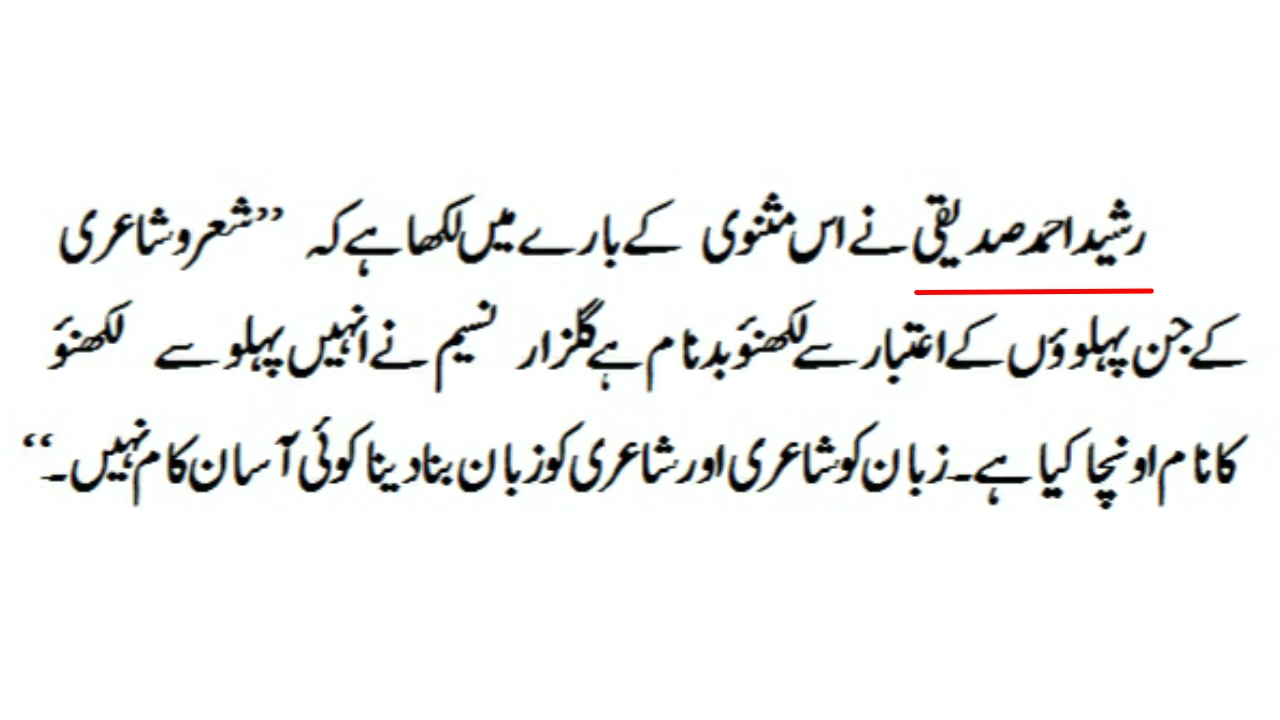 رشید احمد صدیقی نے اس مثنوی کے بارے میں لکھا ہے کہ ’’شعر و شاعری
کے جن پہلوؤں کے اعتبار سے لکھنؤ بدنام ہے گلزار نسیم نے انہیں پہلو سے لکھنؤ
کا نام اونچا کیا ہے۔ زبان کو شاعری اور شاعری کو زبان بنا دینا کوئی آسان کام نہیں۔‘‘